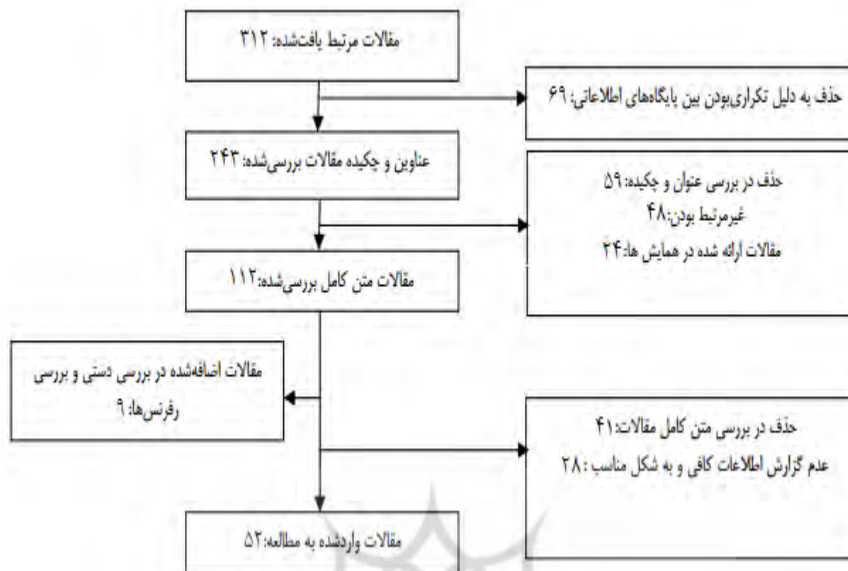 مقالات مرتبط یافت‌شده: ۳۱۲
حذف به دلیل تکراری‌بودن بین پایگاه‌های اطلاعاتی: ۶۹
عناوین و چکیده مقالات بررسی‌شده: ۲۴۳
حذف در بررسی عنوان و چکیده: ۵۹
غیرمرتبط بودن:۴۸
مقالات ارائه شده در همایش ها:۲۴
مقالات متن کامل بررسی‌شده:۱۱۲
مقالات اضافه‌شده در بررسی دستی و بررسی
رفرنس‌ها: ۹
حذف در بررسی متن کامل مقالات:۴۱
عدم گزارش اطلاعات کافی و به شکل مناسب :۲۸
مقالات واردشده به مطالعه:۵۲